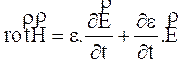 rotH⃗ = ε.∂E⃗/∂t + ∂ε/∂t.E⃗